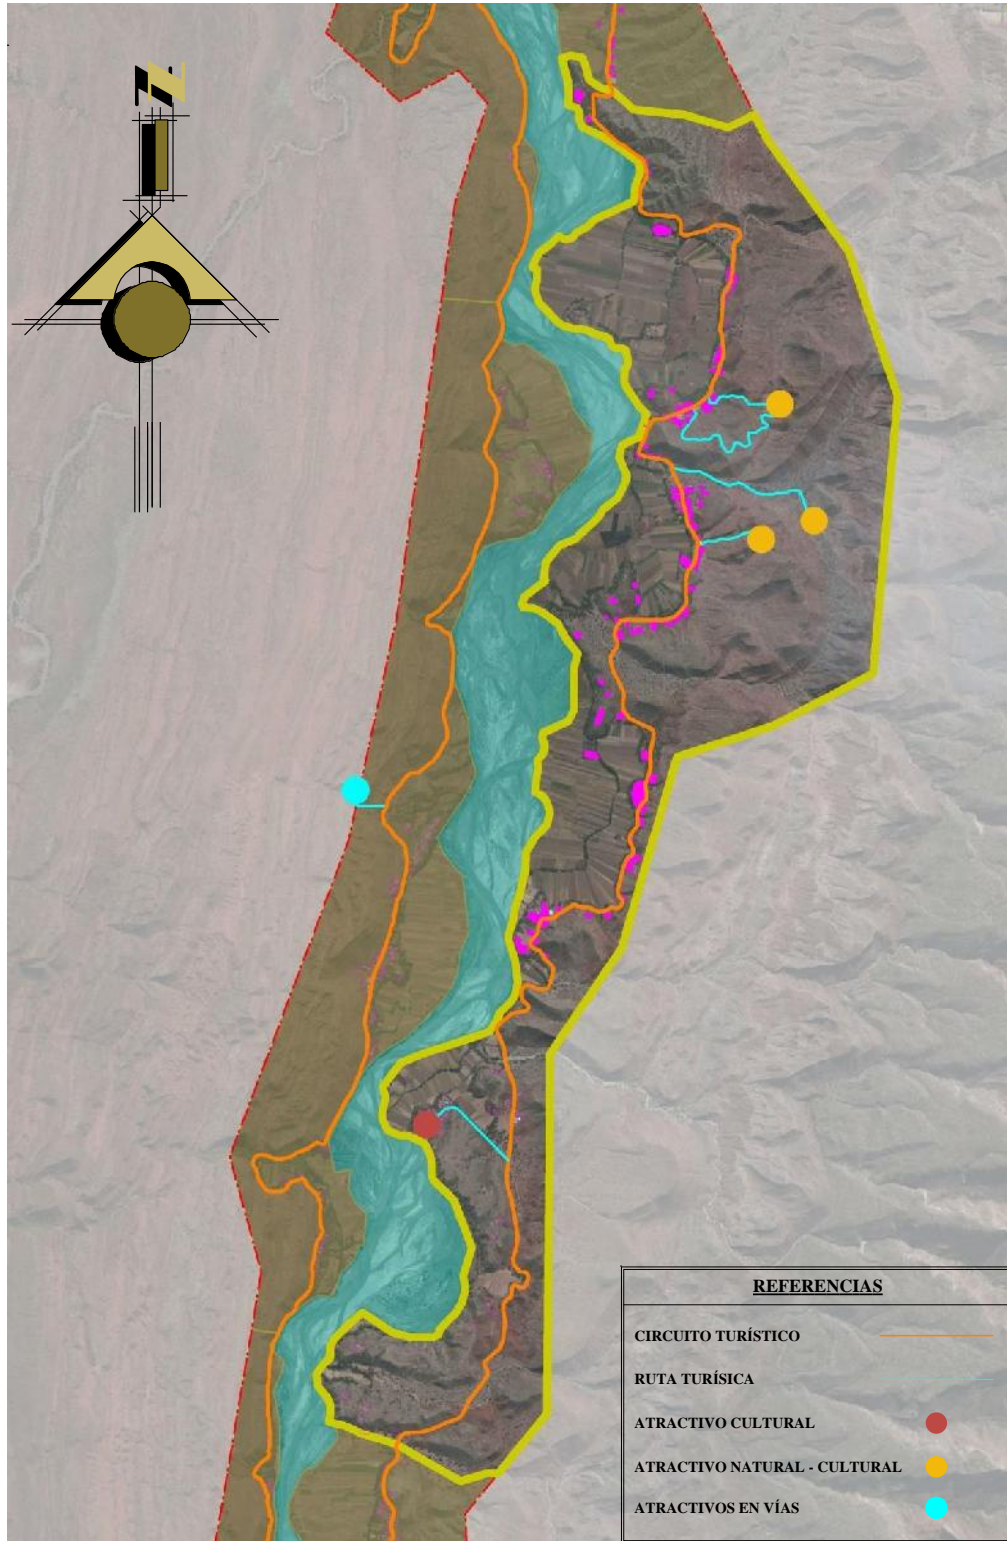 REFERENCIAS
CIRCUITO TURÍSTICO
RUTA TURÍSICA
ATRACTIVO CULTURAL
ATRACTIVO NATURAL - CULTURAL
ATRACTIVOS EN VÍAS